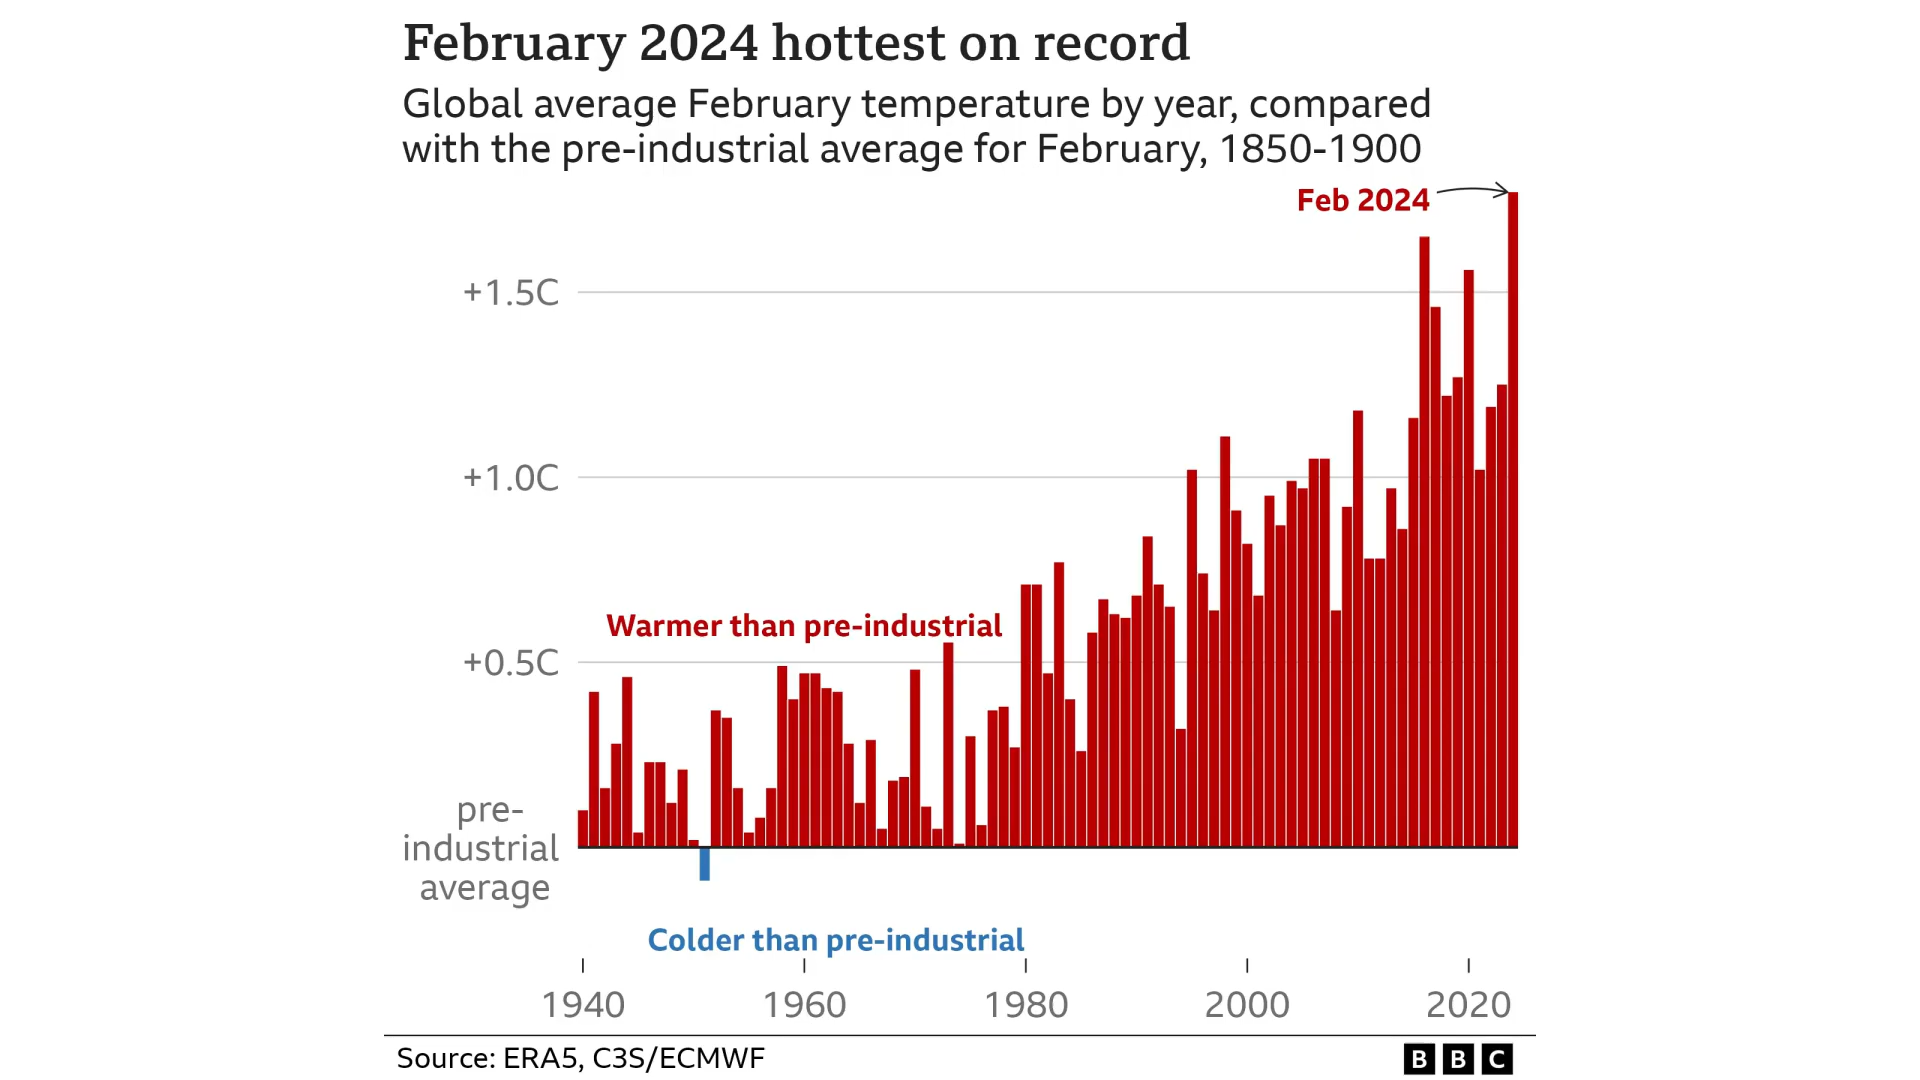 February 2024 hottest on record
Global average February temperature by year, compared
with the pre-industrial average for February, 1850-1900
Feb 2024
+1.5C
+1.0C
Warmer than pre-industrial
+0.5C
pre-
industrial
average
Colder than pre-industrial
1940 1960 1980 2000 2020
Source: ERA5, C3S/ECMWF
BBC